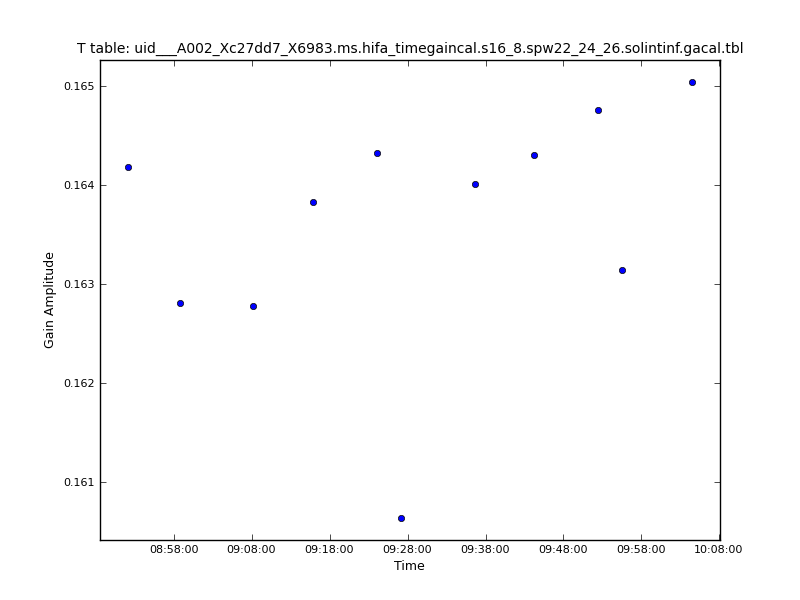 T table: uid___A002_Xc27dd7_X6983.ms.hifa_timegaincal.s16_8.spw22_24_26.solintinf.gacal.tbl
0.165
0.164
0.163
0.162
0.161
Gain Amplitude
08:58:00 09:08:00 09:18:00 09:28:00 09:38:00 09:48:00 09:58:00 10:08:00
Time